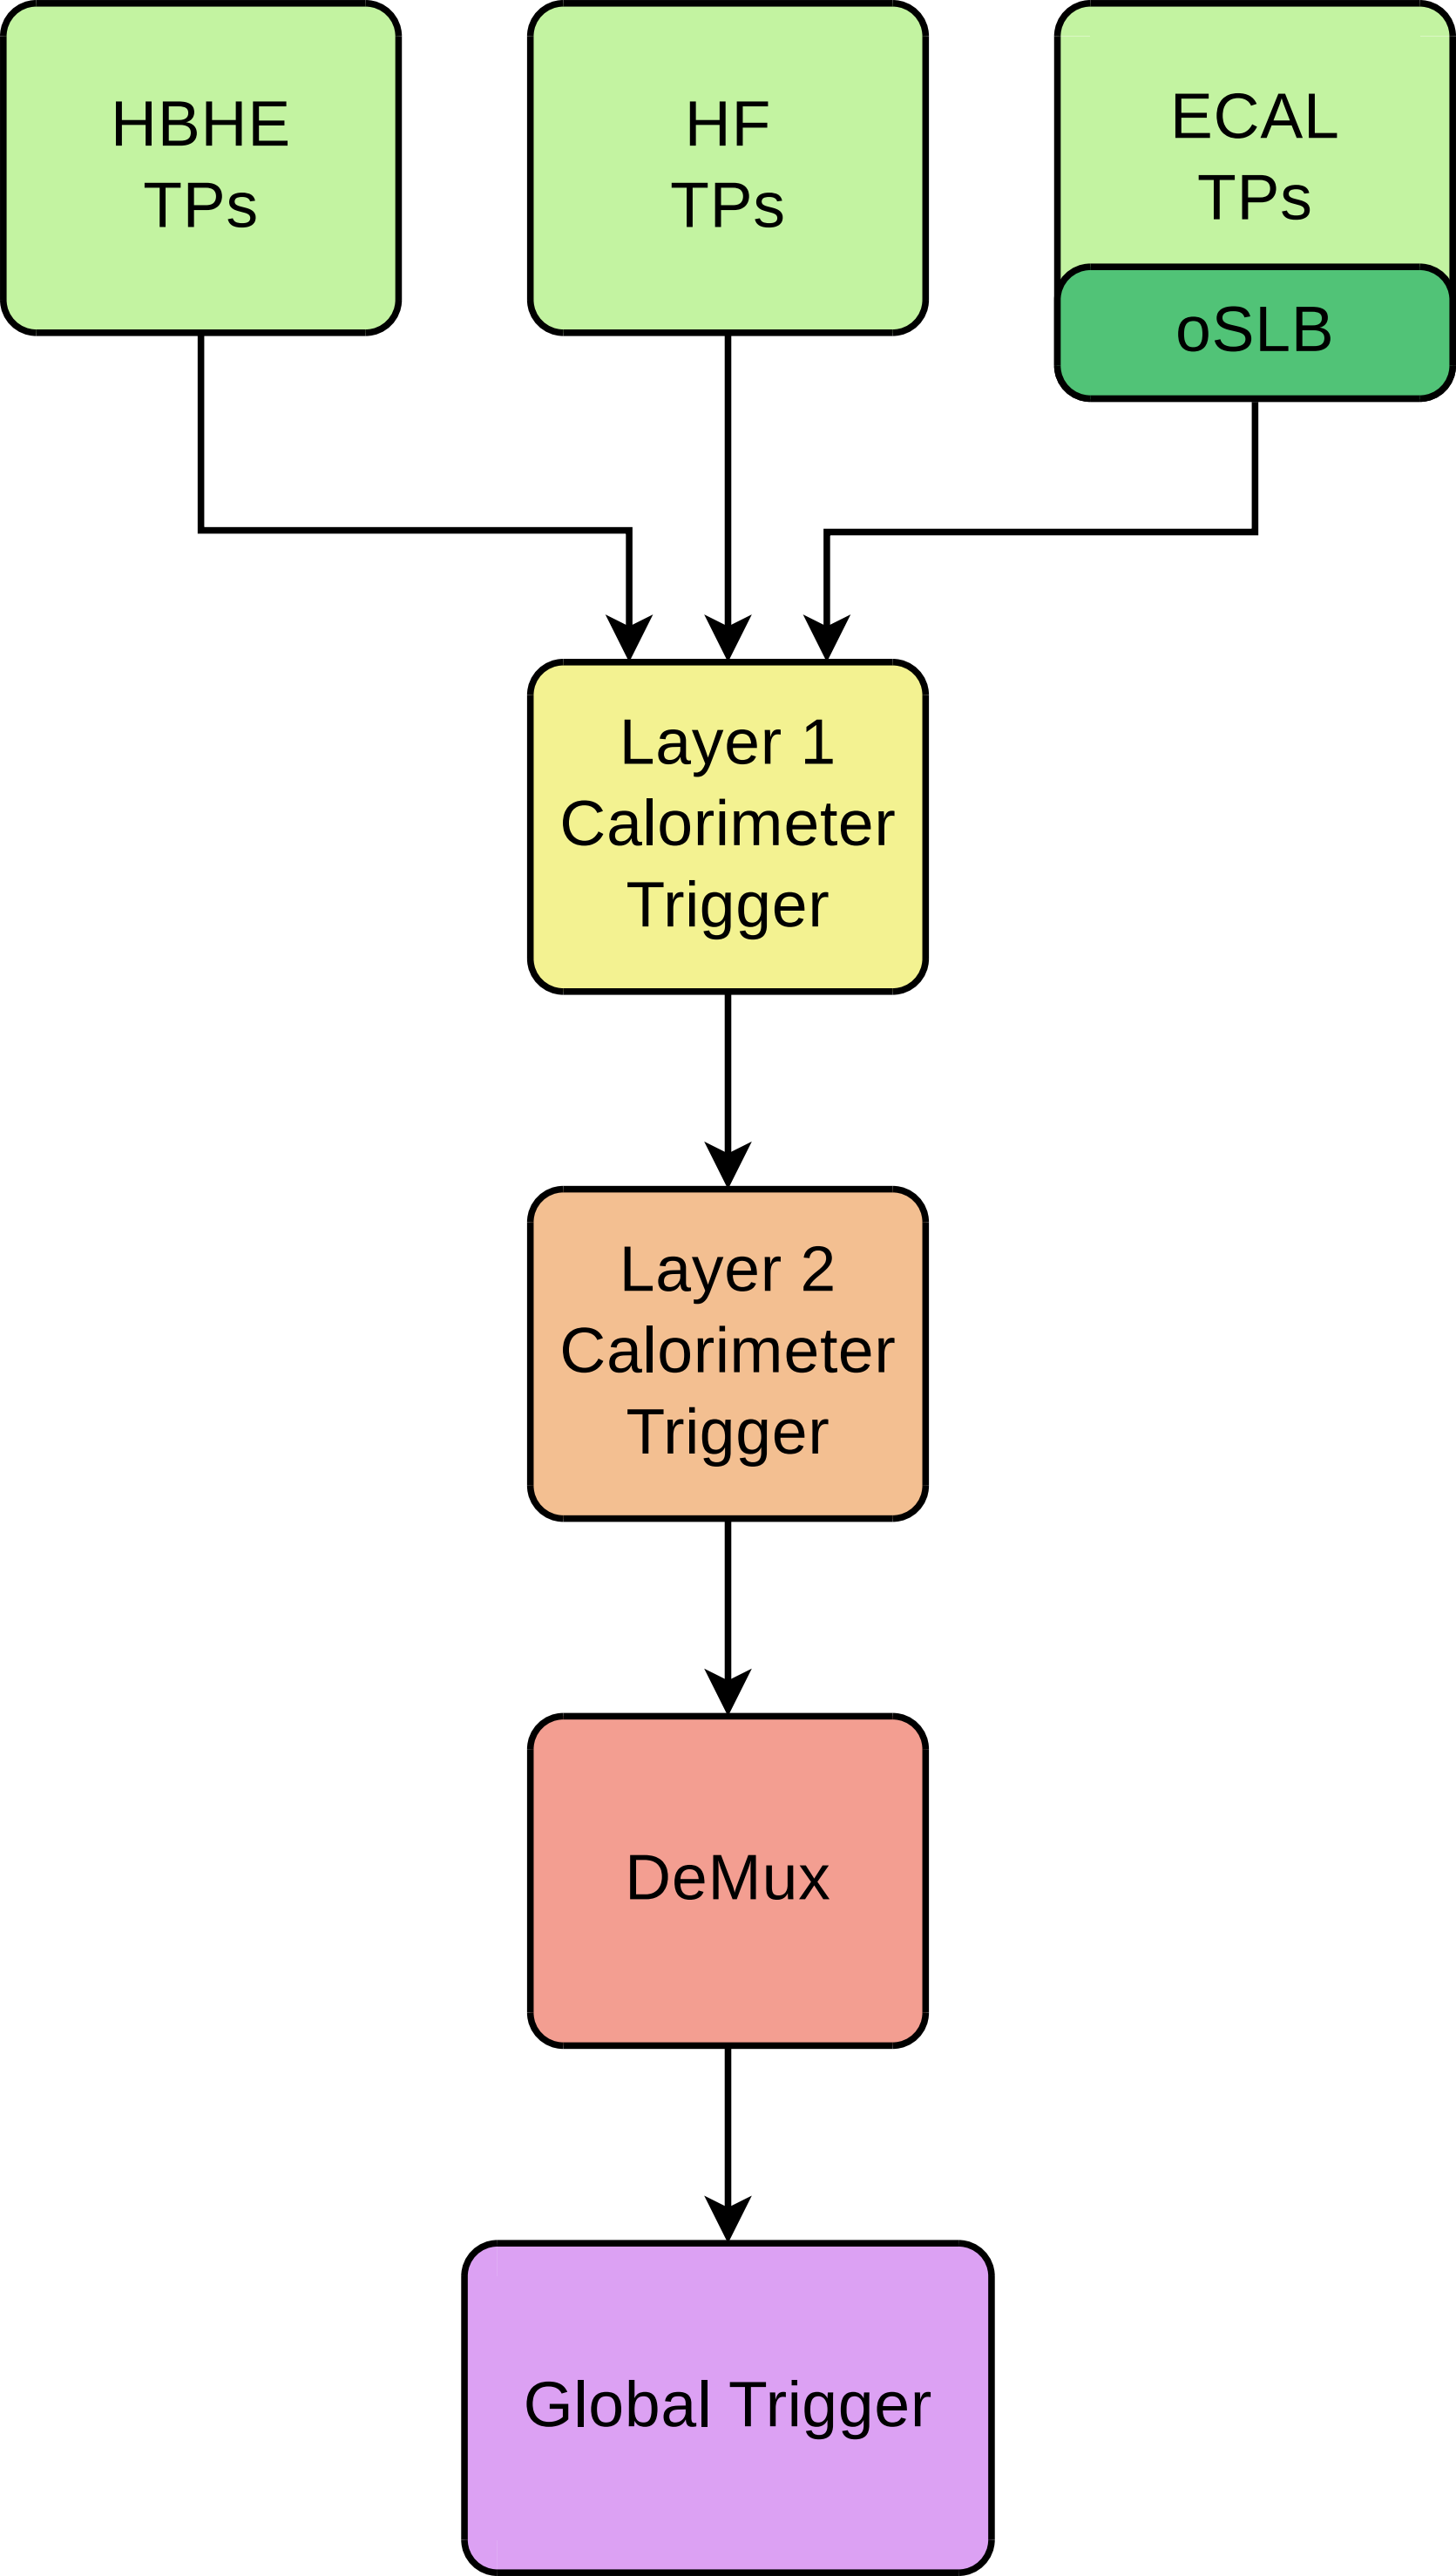 HBHE
TPs
HF
TPs
ECAL
TPs
oSLB
Layer 1
Calorimeter
Trigger
Layer 2
Calorimeter
Trigger
DeMux
Global Trigger